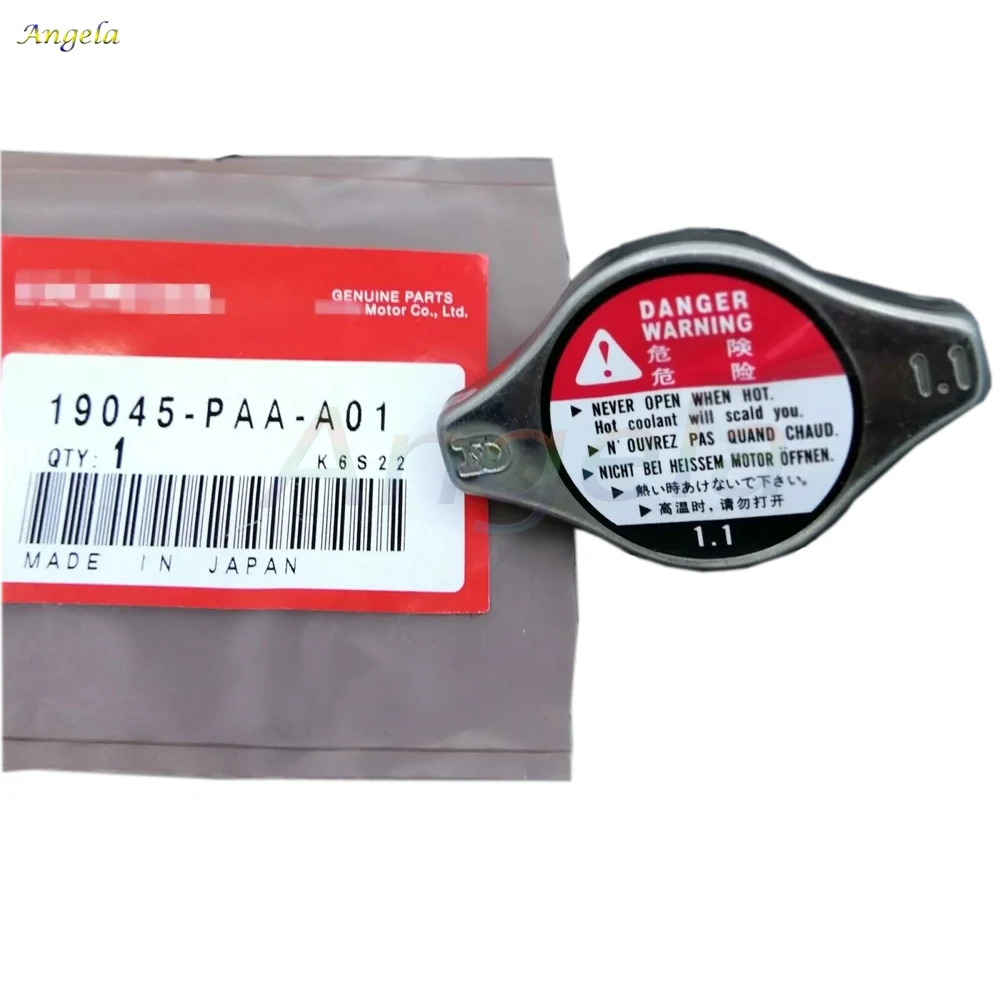 Angela
GENUINE PARTS
Motor Co., Ltd.
19045-PAA-A01
QTY: 1 K6S22
MADE IN JAPAN
DANGER
WARNING
危 険
危 险
▶ NEVER OPEN WHEN HOT.
Hot coolant will scald you.
▶ N' OUVREZ PAS QUAND CHAUD.
▶ NICHT BEI HEISSEM MOTOR ÖFFNEN.
▶ 熱い時あけないで下さい。
▶ 高温时，请勿打开
1.1
1.1
ND
Angela